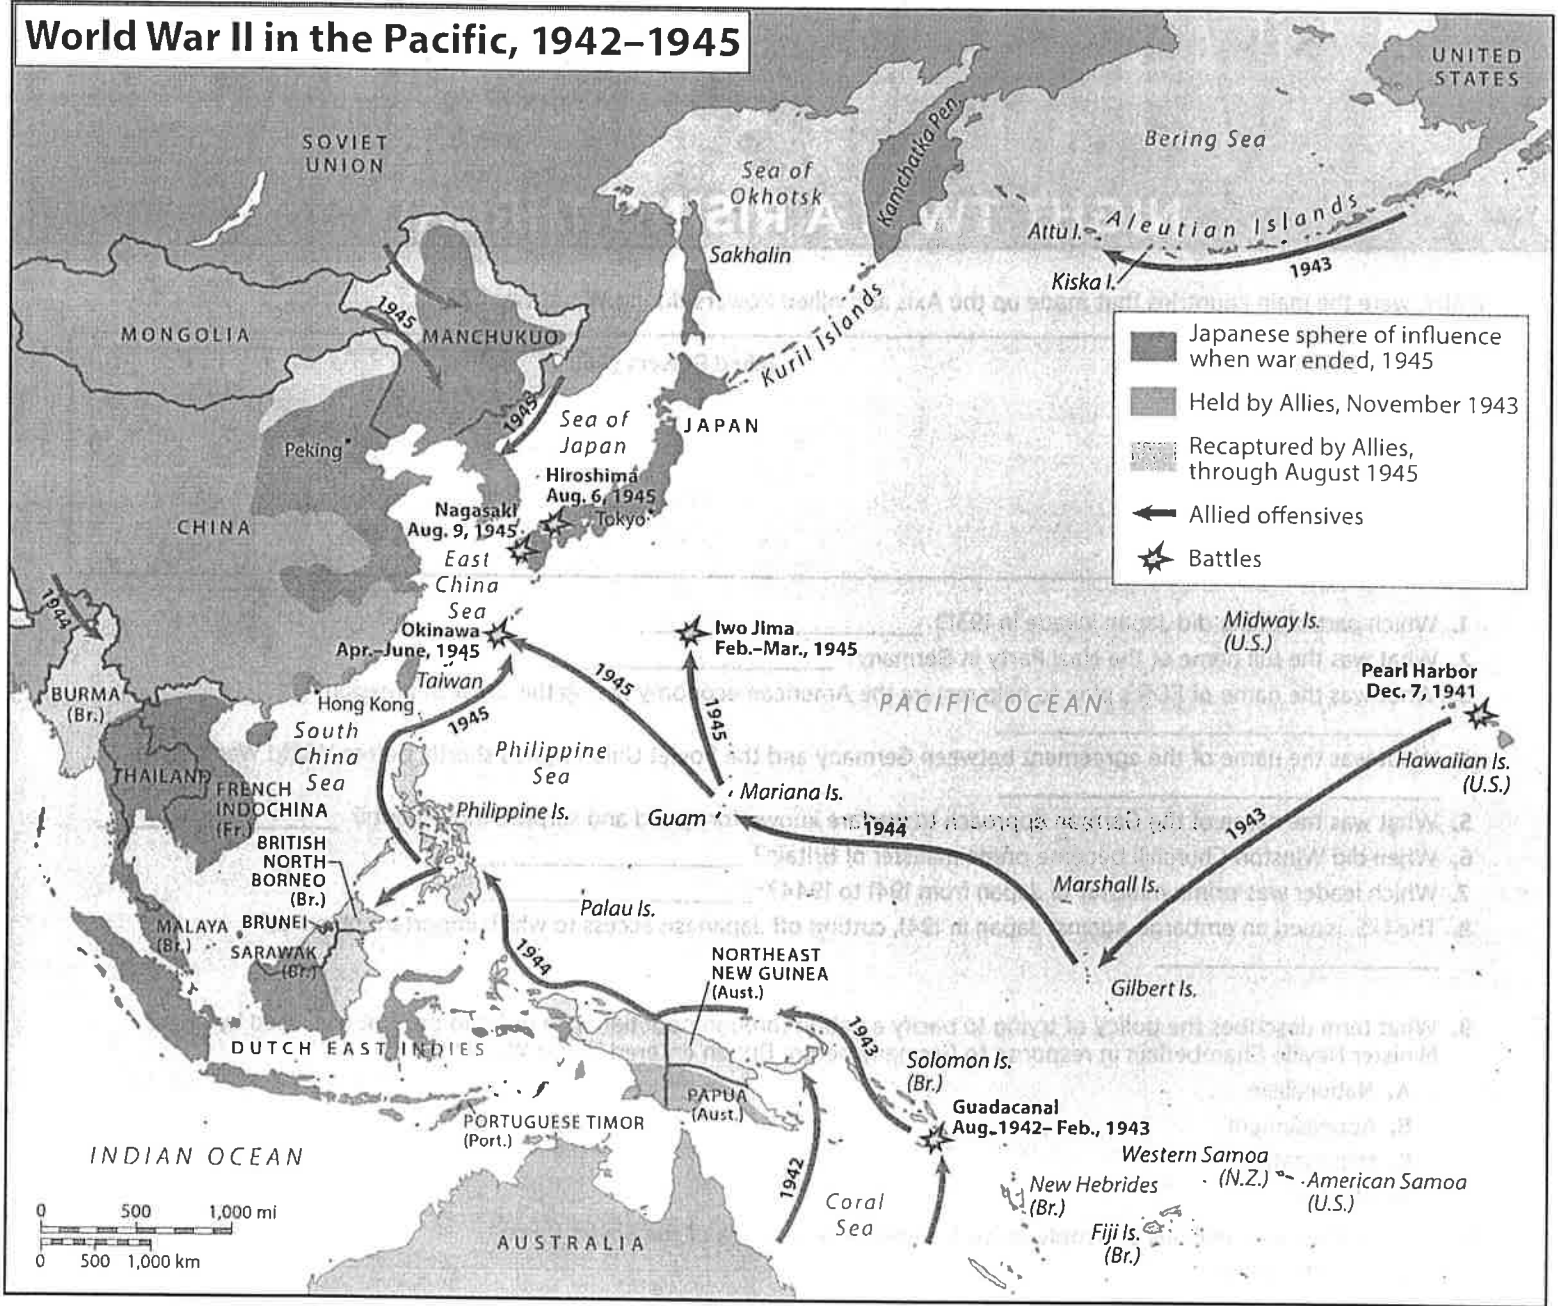 World War II in the Pacific, 1942–1945
UNITED
STATES
SOVIET
UNION
Sea of
Okhotsk
Kamchatka Pen.
Bering Sea
Sakhalin
Attu I.
Aleutian Islands
Kiska I.
1943
MONGOLIA
1945
MANCHUKUO
Kuril Islands
Japanese sphere of influence
when war ended, 1945
Held by Allies, November 1943
Recaptured by Allies,
through August 1945
Allied offensives
Battles
1945
Sea of
Japan
JAPAN
Peking
Hiroshima
Aug. 6, 1945
Tokyo
Nagasaki
Aug. 9, 1945
CHINA
East
China
Sea
1944
Okinawa
Apr.–June, 1945
Iwo Jima
Feb.–Mar., 1945
Midway Is.
(U.S.)
Pearl Harbor
Dec. 7, 1941
Taiwan
1945
BURMA
(Br.)
Hong Kong
1945
1945
PACIFIC OCEAN
South
China
Sea
Philippine
Sea
Hawaiian Is.
(U.S.)
THAILAND
FRENCH
INDOCHINA
(Fr.)
Philippine Is.
Mariana Is.
Guam
1944
1943
BRITISH
NORTH
BORNEO
(Br.)
Marshall Is.
Palau Is.
MALAYA
(Br.)
BRUNEI
SARAWAK
(Br.)
1944
NORTHEAST
NEW GUINEA
(Aust.)
Gilbert Is.
DUTCH EAST INDIES
1943
Solomon Is.
(Br.)
PAPUA
(Aust.)
Guadacanal
Aug. 1942– Feb., 1943
PORTUGUESE TIMOR
(Port.)
INDIAN OCEAN
1942
Western Samoa
(N.Z.)
American Samoa
(U.S.)
New Hebrides
(Br.)
Coral
Sea
Fiji Is.
(Br.)
0 500 1,000 mi
0 500 1,000 km
AUSTRALIA